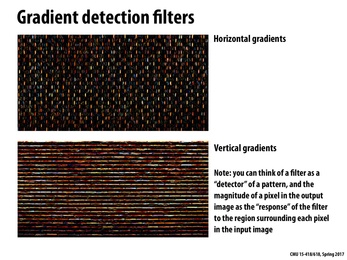 Gradient detection filters
Horizontal gradients
Vertical gradients
Note: you can think of a filter as a
“detector” of a pattern, and the
magnitude of a pixel in the output
image as the “response” of the filter
to the region surrounding each pixel
in the input image
CMU 15-418/618, Spring 2017